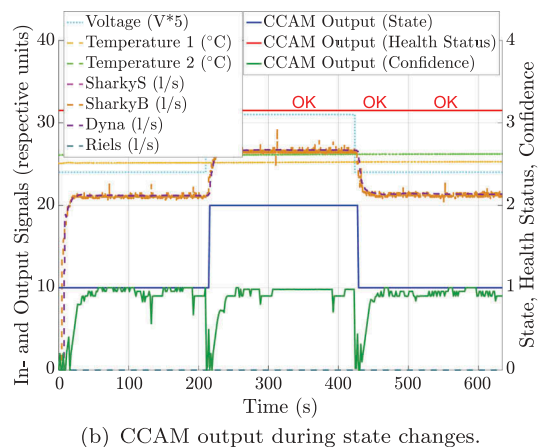 Voltage (V*5)
Temperature 1 (°C)
Temperature 2 (°C)
SharkyS (l/s)
SharkyB (l/s)
Dyna (l/s)
Riels (l/s)
CCAM Output (State)
CCAM Output (Health Status)
CCAM Output (Confidence)
OK OK OK
In- and Output Signals (respective units)
40
30
20
10
0
State, Health Status, Confidence
4
3
2
1
0
0 100 200 300 400 500 600
Time (s)
(b) CCAM output during state changes.